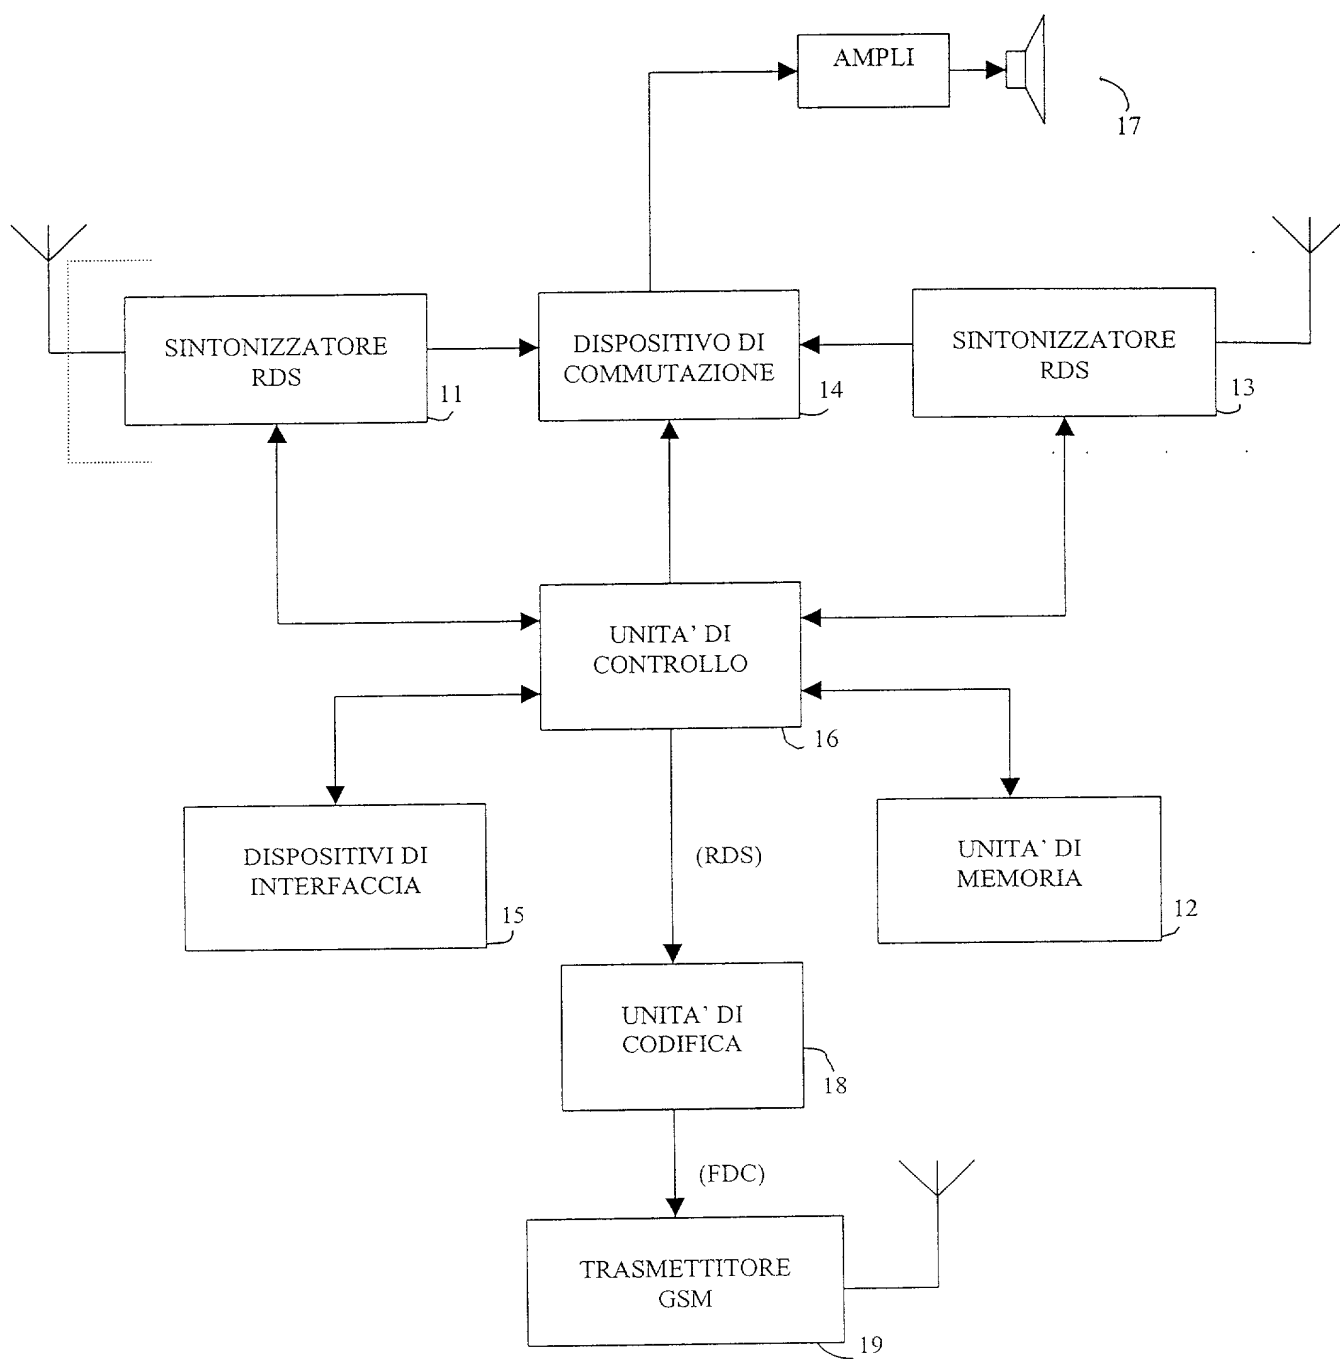 AMPLI
17
SINTONIZZATORE
RDS
11
DISPOSITIVO DI
COMMUTAZIONE
14
SINTONIZZATORE
RDS
13
UNITA' DI
CONTROLLO
16
DISPOSITIVI DI
INTERFACCIA
15
(RDS)
UNITA' DI
MEMORIA
12
UNITA' DI
CODIFICA
18
(FDC)
TRASMETTITORE
GSM
19